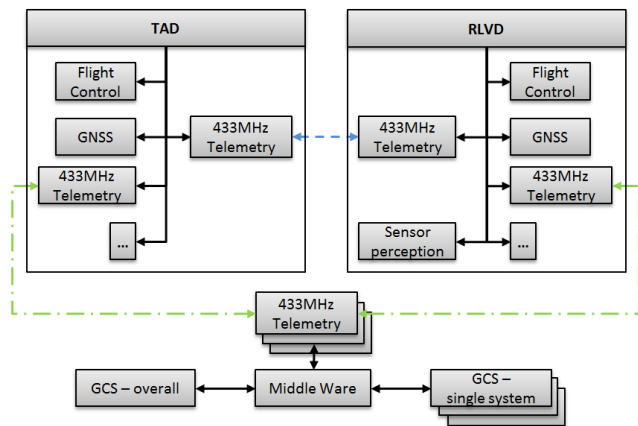 TAD
Flight
Control
GNSS
433MHz
Telemetry
433MHz
Telemetry
...
RLVD
Flight
Control
433MHz
Telemetry
GNSS
433MHz
Telemetry
Sensor
perception
...
433MHz
Telemetry
GCS – overall
Middle Ware
GCS –
single system